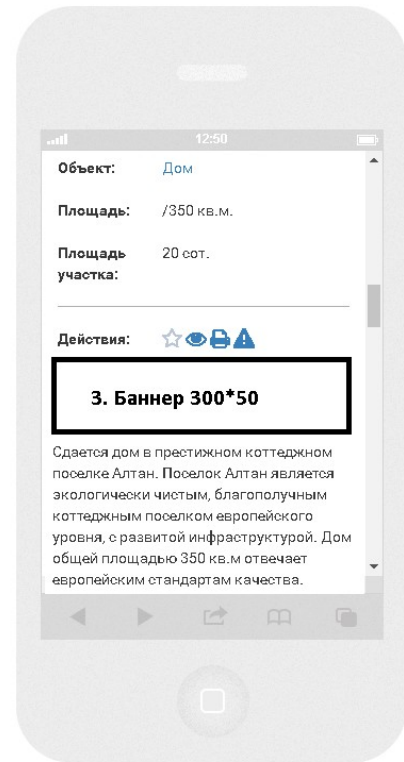 12:50
Объект: Дом
Площадь: /350 кв.м.
Площадь участка: 20 сот.
Действия:
3. Баннер 300*50
Сдается дом в престижном коттеджном
поселке Алтан. Поселок Алтан является
экологически чистым, благополучным
коттеджным поселком европейского
уровня, с развитой инфраструктурой. Дом
общей площадью 350 кв.м отвечает
европейским стандартам качества.